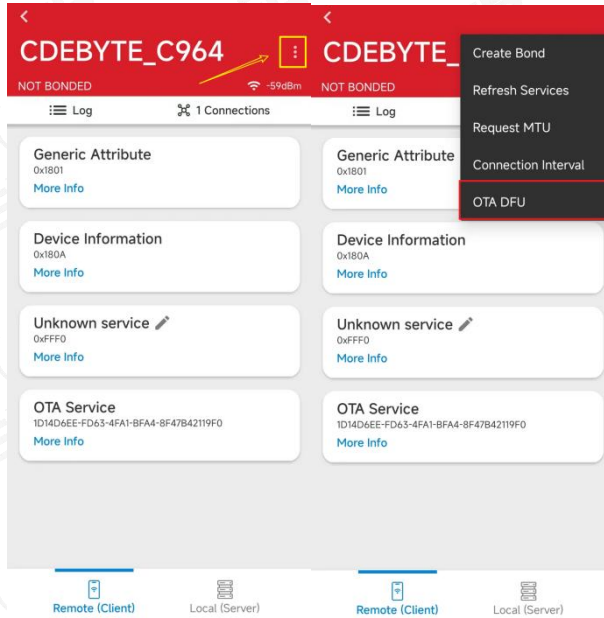 CDEBYTE_C964
NOT BONDED
-59dBm
Log
1 Connections
Generic Attribute
0x1801
More Info
Device Information
0x180A
More Info
Unknown service
0xFFF0
More Info
OTA Service
1D14D6EE-FD63-4FA1-BFA4-8F47B42119F0
More Info
Remote (Client)
Local (Server)
CDEBYTE_
NOT BONDED
Log
Create Bond
Refresh Services
Request MTU
Connection Interval
OTA DFU
Generic Attribute
0x1801
More Info
Device Information
0x180A
More Info
Unknown service
0xFFF0
More Info
OTA Service
1D14D6EE-FD63-4FA1-BFA4-8F47B42119F0
More Info
Remote (Client)
Local (Server)